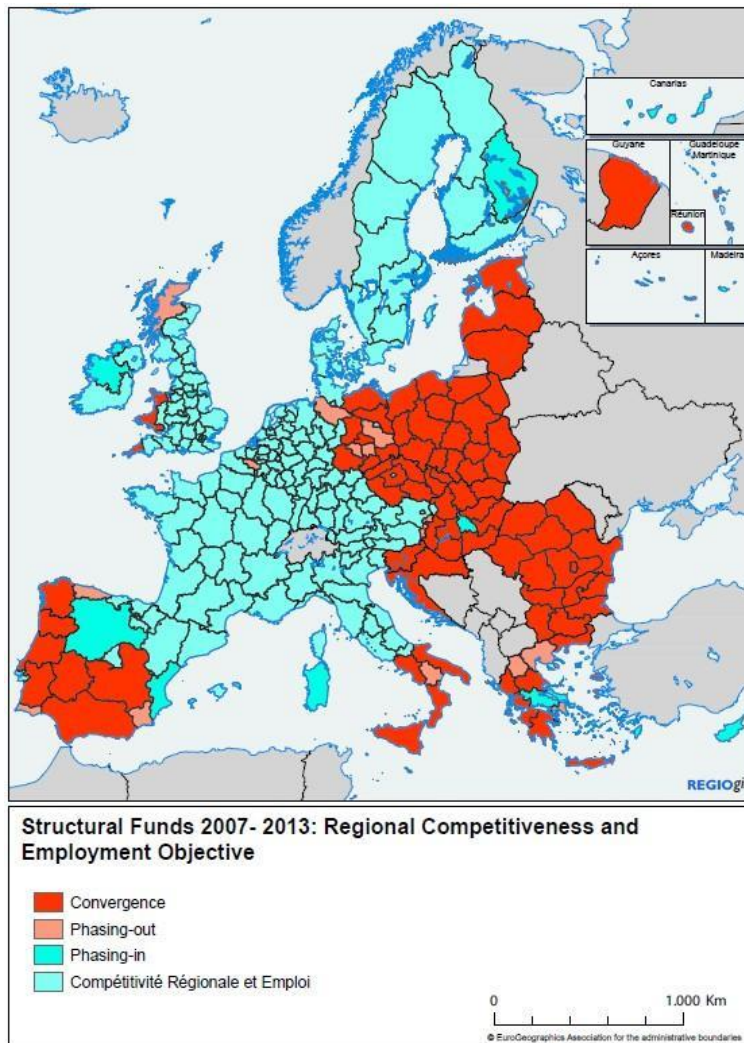 Canarias
Guyane
Guadeloupe
Martinique
Réunion
Açores
Madeira
REGIOgi
Structural Funds 2007- 2013: Regional Competitiveness and
Employment Objective
Convergence
Phasing-out
Phasing-in
Compétitivité Régionale et Emploi
0
1.000 Km
© EuroGeographics Association for the administrative boundaries